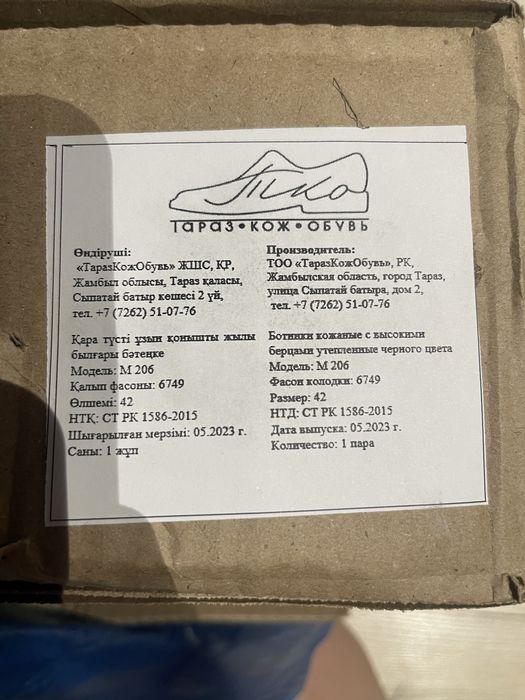 ТКО
ТАРАЗ•КОЖ•ОБУВЬ
Өндіруші:
«ТаразКожОбувь» ЖШС, ҚР,
Жамбыл облысы, Тараз қаласы,
Сыпатай батыр көшесі 2 үй,
тел. +7 (7262) 51-07-76
Қара түсті ұзын қонышты жылы
былғары бәтеңке
Модель: М 206
Қалып фасоны: 6749
Өлшемі: 42
НТҚ: СТ РК 1586-2015
Шығарылған мерзімі: 05.2023 г.
Саны: 1 жұп
Производитель:
ТОО «ТаразКожОбувь», РК,
Жамбылская область, город Тараз,
улица Сыпатай батыра, дом 2,
тел. +7 (7262) 51-07-76
Ботинки кожаные с высокими
берцами утепленные черного цвета
Модель: М 206
Фасон колодки: 6749
Размер: 42
НТД: СТ РК 1586-2015
Дата выпуска: 05.2023 г.
Количество: 1 пара